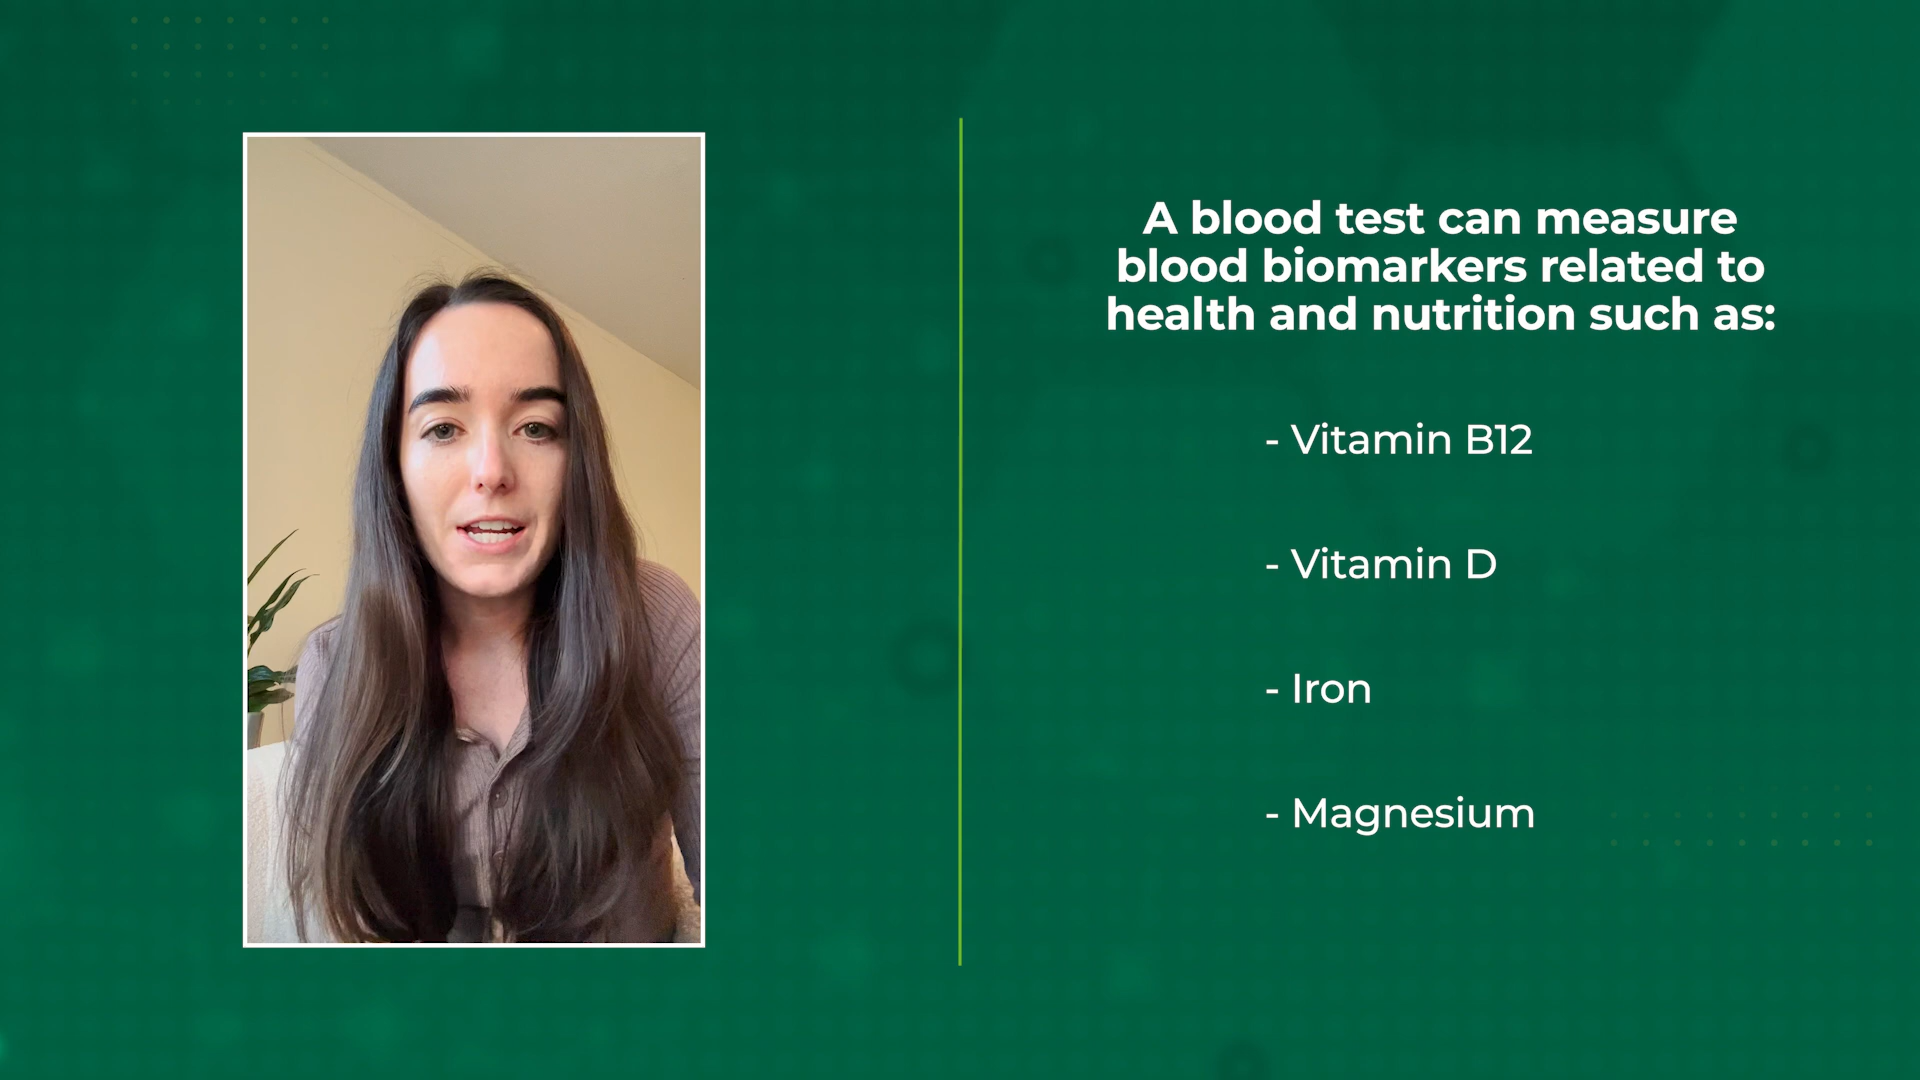 A blood test can measure
blood biomarkers related to
health and nutrition such as:
- Vitamin B12
- Vitamin D
- Iron
- Magnesium